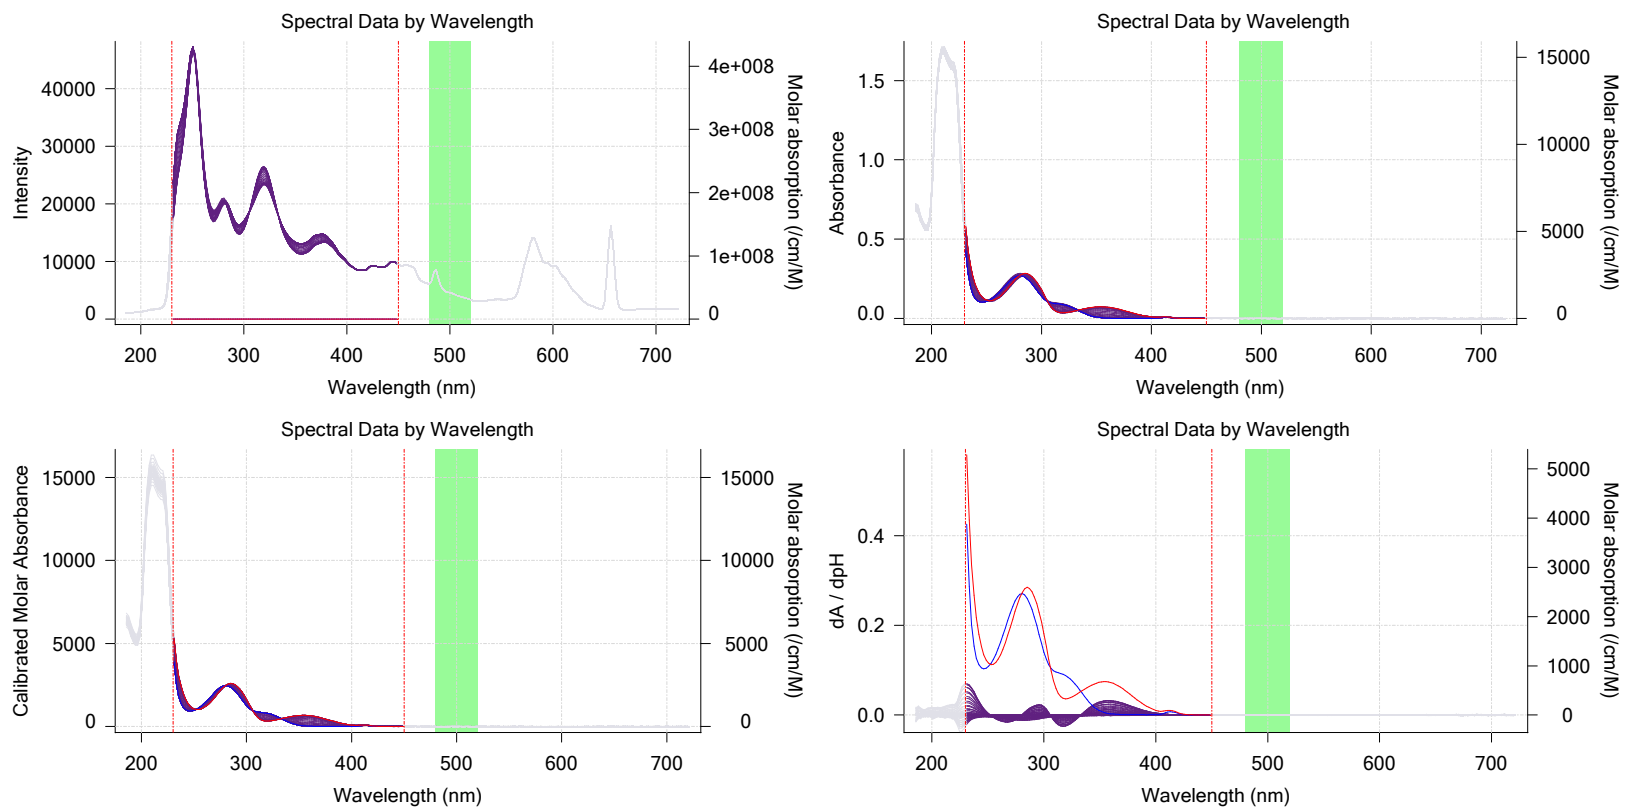 Spectral Data by Wavelength
Intensity
40000
30000
20000
10000
0
4e+008
3e+008
2e+008
1e+008
0
Molar absorption (/cm/M)
200 300 400 500 600 700
Wavelength (nm)
Spectral Data by Wavelength
Absorbance
1.5
1.0
0.5
0.0
15000
10000
5000
0
Molar absorption (/cm/M)
200 300 400 500 600 700
Wavelength (nm)
Spectral Data by Wavelength
Calibrated Molar Absorbance
15000
10000
5000
0
15000
10000
5000
0
Molar absorption (/cm/M)
200 300 400 500 600 700
Wavelength (nm)
Spectral Data by Wavelength
dA / dpH
0.4
0.2
0.0
5000
4000
3000
2000
1000
0
Molar absorption (/cm/M)
200 300 400 500 600 700
Wavelength (nm)